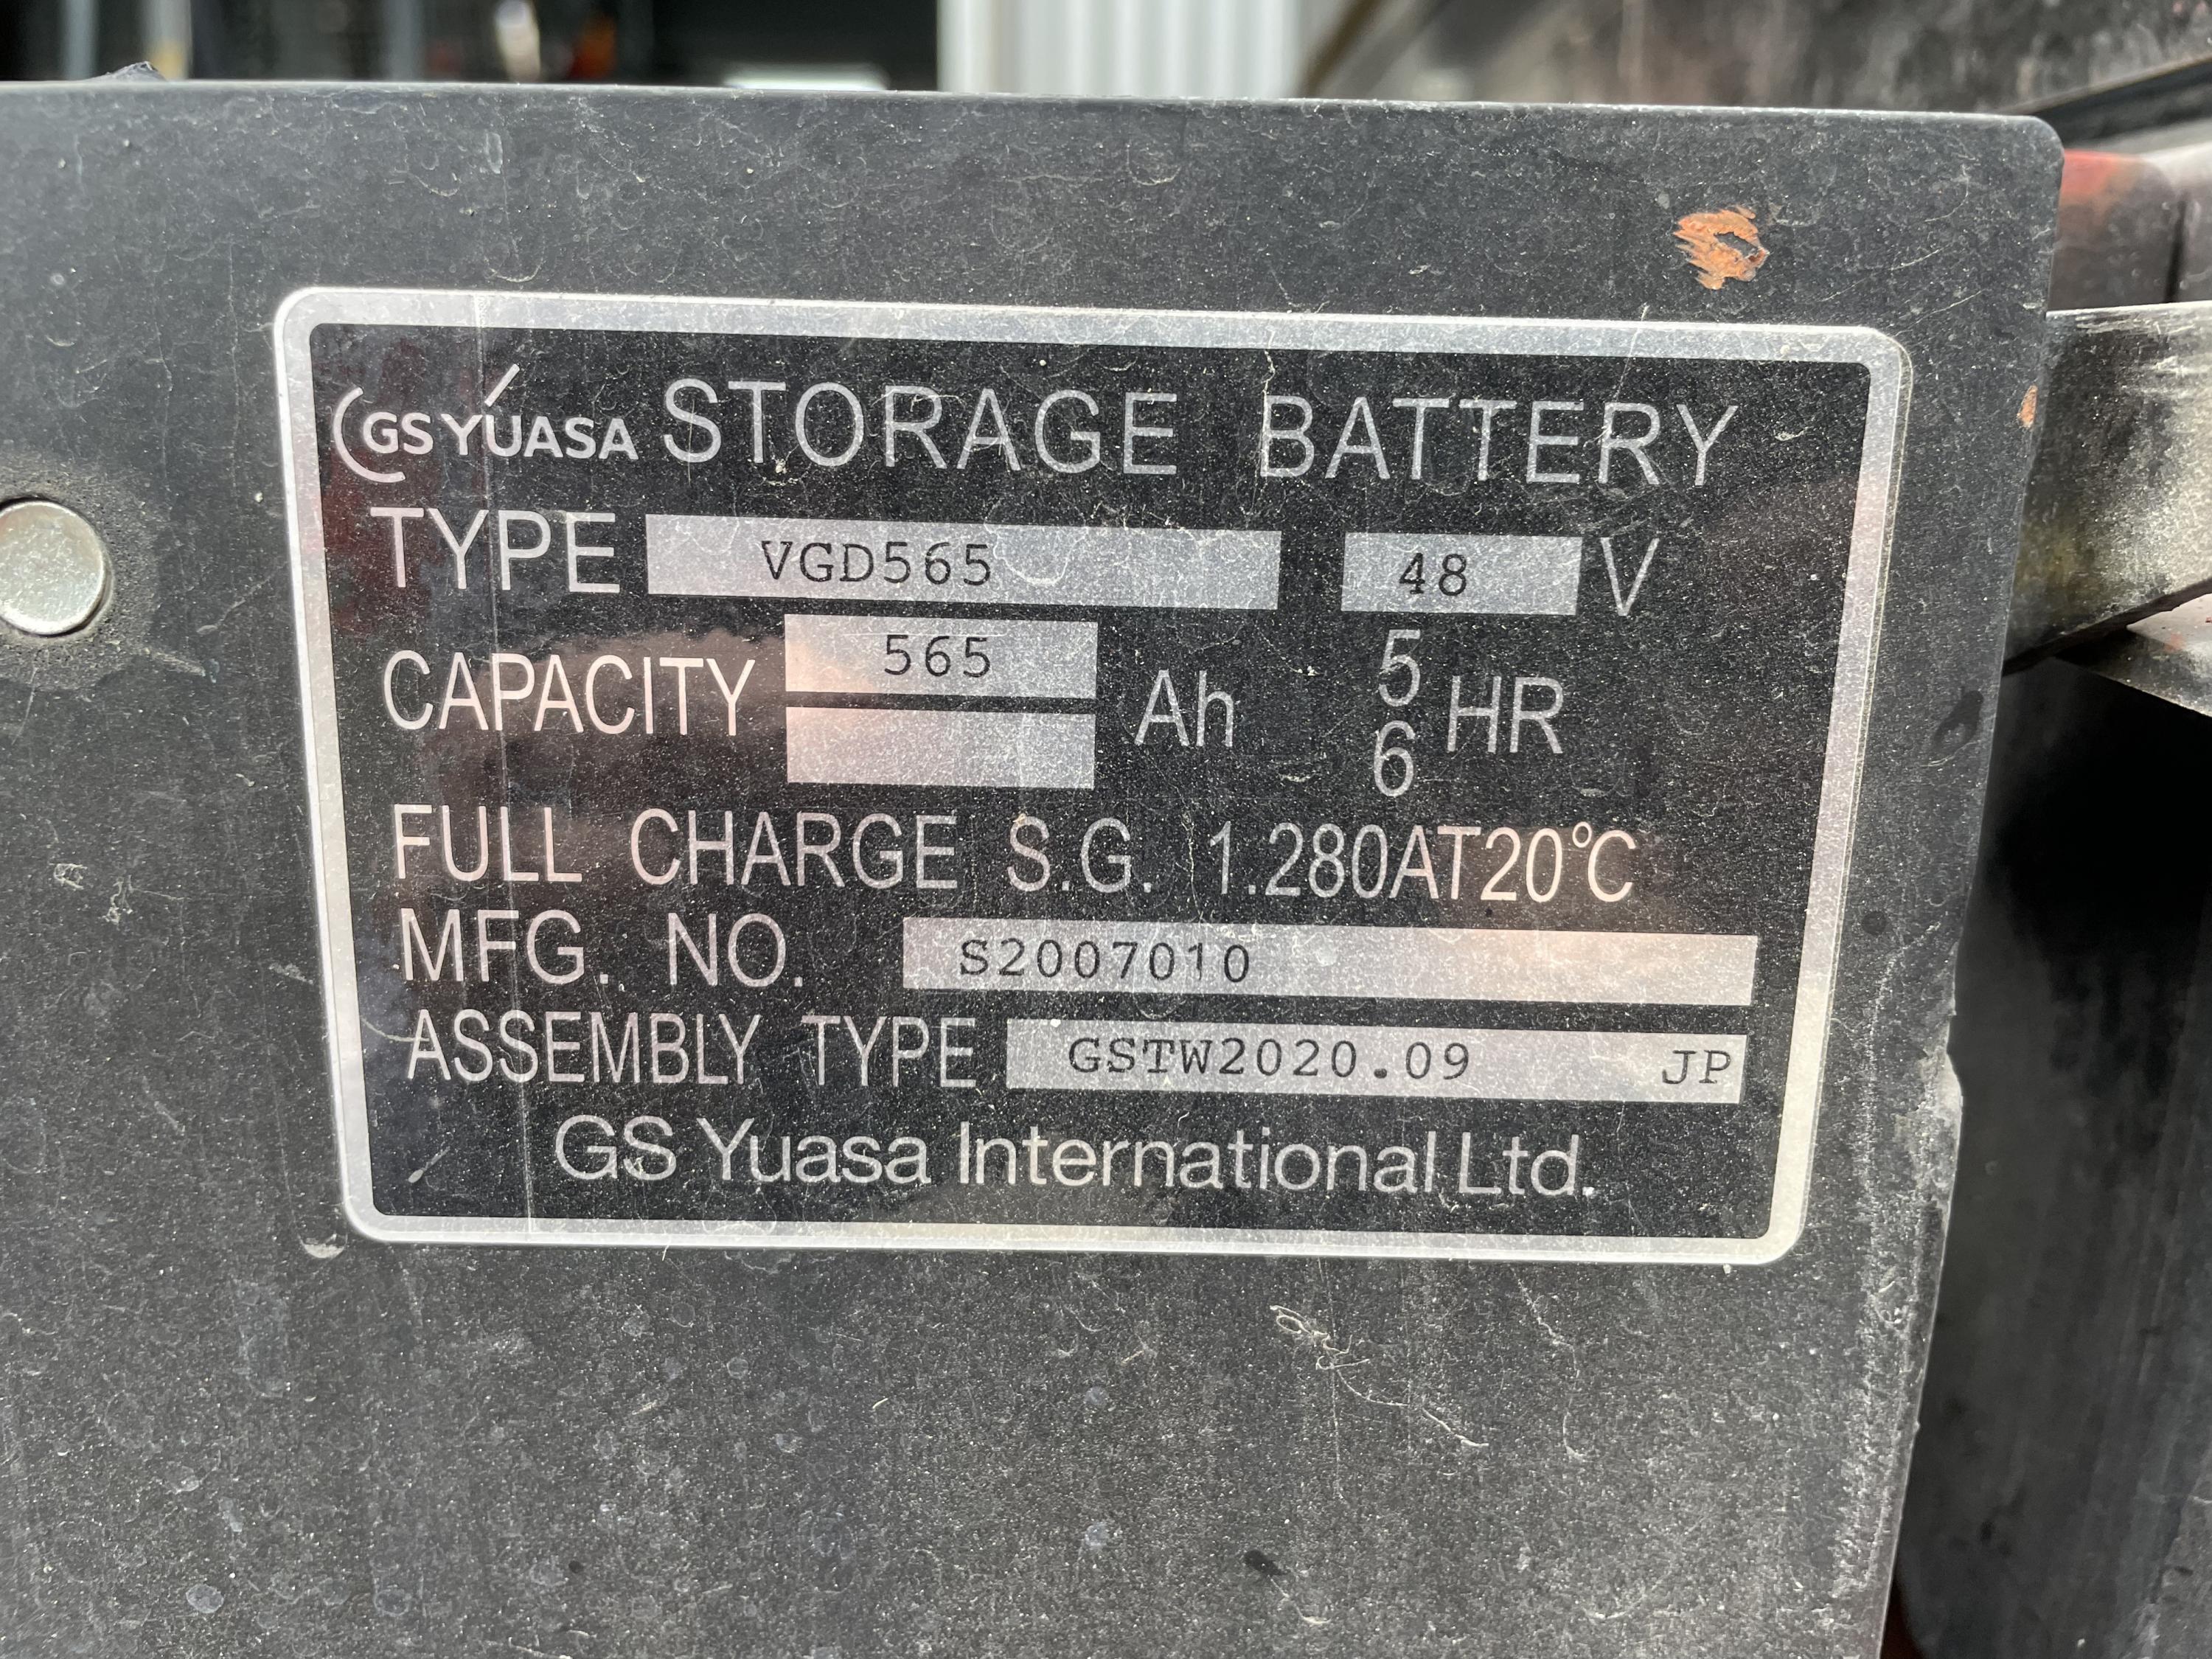 GS YUASA STORAGE BATTERY
TYPE VGD565 48 V
CAPACITY 565 Ah 5 HR
6
FULL CHARGE S.G. 1.280AT20°C
MFG. NO. S2007010
ASSEMBLY TYPE GSTW2020.09 JP
GS Yuasa International Ltd.